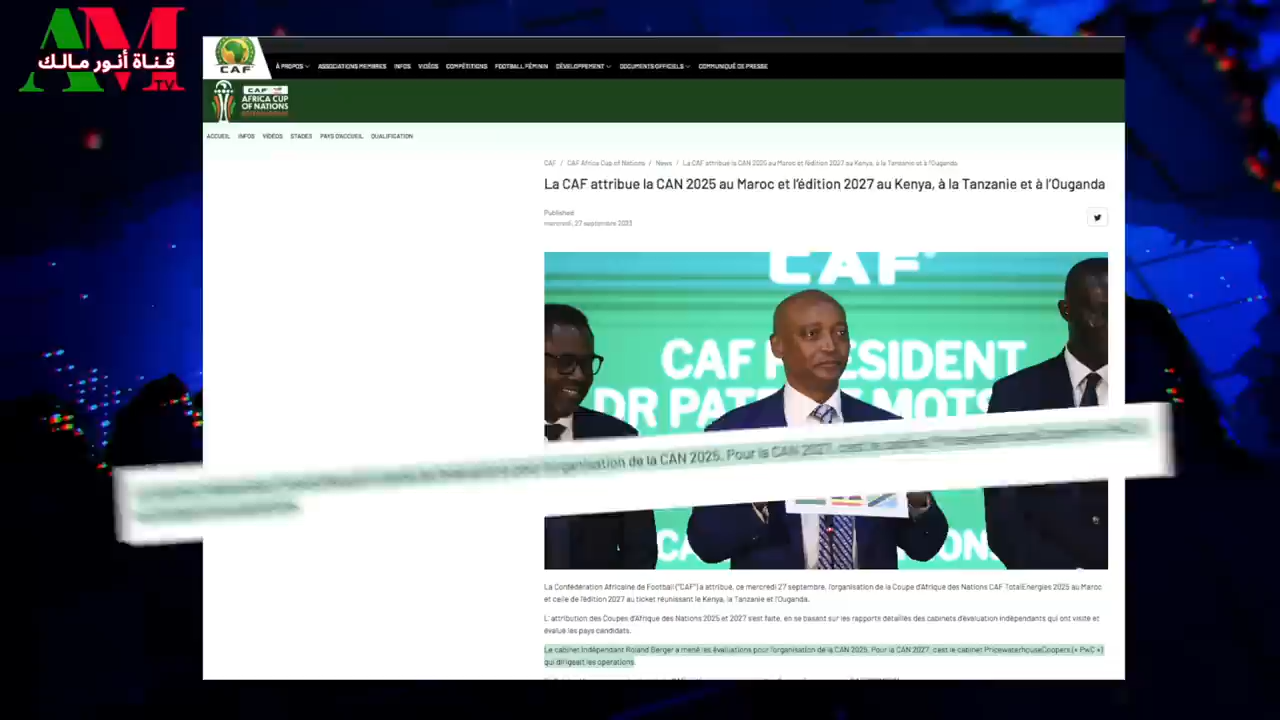 AM
قناة أنور مالك
TV
CAF
À PROPOS
ASSOCIATIONS MEMBRES
INFOS
VIDÉOS
COMPÉTITIONS
FOOTBALL FÉMININ
DÉVELOPPEMENT
DOCUMENTS OFFICIELS
COMMUNIQUÉ DE PRESSE
CAF
AFRICA CUP
OF NATIONS
ACCUEIL
INFOS
VIDÉOS
STADES
PAYS D'ACCUEIL
QUALIFICATION
CAF / CAF Africa Cup of Nations / News / La CAF attribue la CAN 2025 au Maroc et l'édition 2027 au Kenya, à la Tanzanie et à l'Ouganda
La CAF attribue la CAN 2025 au Maroc et l'édition 2027 au Kenya, à la Tanzanie et à l'Ouganda
Published
mercredi, 27 septembre 2023
CAF
CAF PRESIDENT
DR PAT MOTS
l'organisation de la CAN 2025. Pour la CAN 2027, c'est le cabinet
La Confédération Africaine de Football ("CAF") a attribué, ce mercredi 27 septembre, l'organisation de la Coupe d'Afrique des Nations CAF TotalEnergies 2025 au Maroc
et celle de l'édition 2027 au ticket réunissant le Kenya, la Tanzanie et l'Ouganda.
L'attribution des Coupes d'Afrique des Nations 2025 et 2027 s'est faite, en se basant sur les rapports détaillés des cabinets d'évaluation indépendants qui ont visité et
évalué les pays candidats.
Le cabinet indépendant Roland Berger a mené les évaluations pour l'organisation de la CAN 2025. Pour la CAN 2027, c'est le cabinet PricewaterhouseCoopers (« PwC »)
qui dirigeait les opérations.